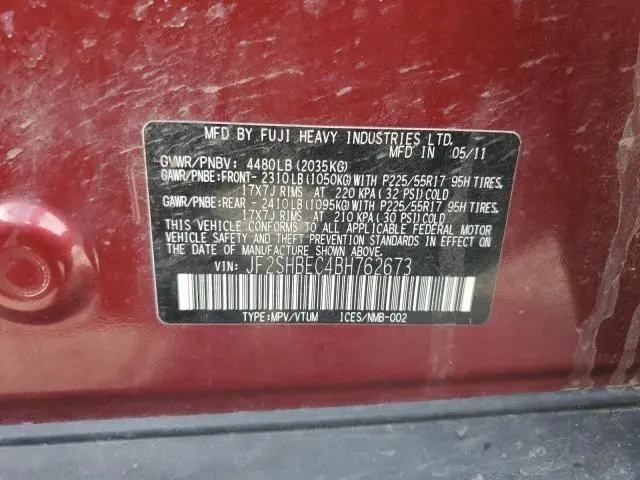 MFD BY FUJI HEAVY INDUSTRIES LTD.
MFD IN 05/11
GVWR/PNBV: 4480LB(2035KG)
GAWR/PNBE:FRONT- 2310LB(1050KG)WITH P225/55R17 95H TIRES,
17X7J RIMS AT 220 KPA(32 PSI)COLD
GAWR/PNBE:REAR - 2410LB(1095KG)WITH P225/55R17 95H TIRES,
17X7J RIMS AT 210 KPA(30 PSI)COLD
THIS VEHICLE CONFORMS TO ALL APPLICABLE FEDERAL MOTOR
VEHICLE SAFETY AND BUMPER STANDARDS IN EFFECT ON
THE DATE OF MANUFACTURE SHOWN ABOVE.
VIN: JF2SHBEC4BH762673
TYPE:MPV/VTUM ICES/NMB-002